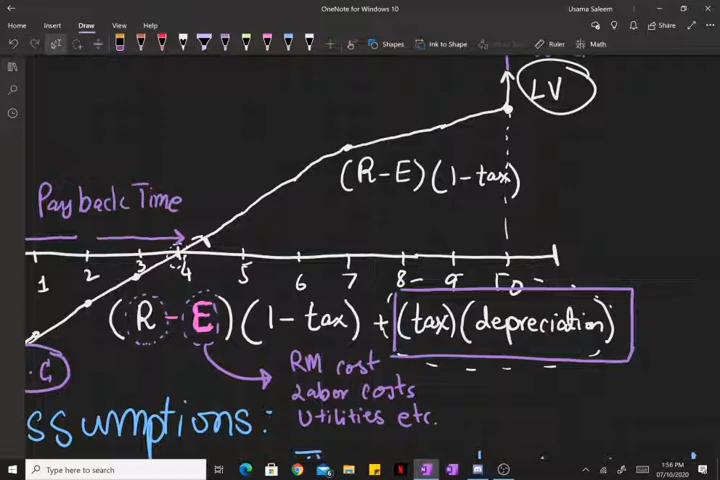 OneNote for Windows 10
Usama Saleem
Home Insert Draw View Help
Share
Shapes Ink to Shape Ruler Math
LV
(R-E)(1-tax)
Payback Time
1 2 3 4 5 6 7 8 9 10
(R-E)(1-tax)+(tax)(depreciation)
C
RM cost
Labor costs
Utilities etc.
ssumptions:
Type here to search
1:56 PM
07/10/2020